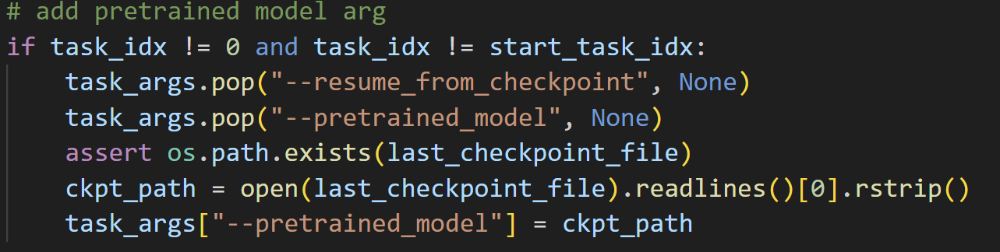 # add pretrained model arg
if task_idx != 0 and task_idx != start_task_idx:
    task_args.pop("--resume_from_checkpoint", None)
    task_args.pop("--pretrained_model", None)
    assert os.path.exists(last_checkpoint_file)
    ckpt_path = open(last_checkpoint_file).readlines()[0].rstrip()
    task_args["--pretrained_model"] = ckpt_path